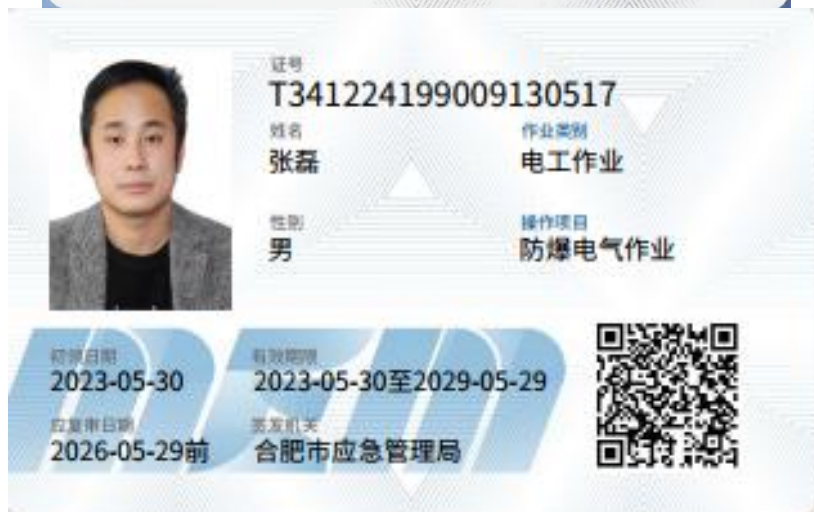 证号
T341224199009130517
姓名
张磊
作业类别
电工作业
性别
男
操作项目
防爆电气作业
初领日期
2023-05-30
有效期限
2023-05-30至2029-05-29
应复审日期
2026-05-29前
签发机关
合肥市应急管理局